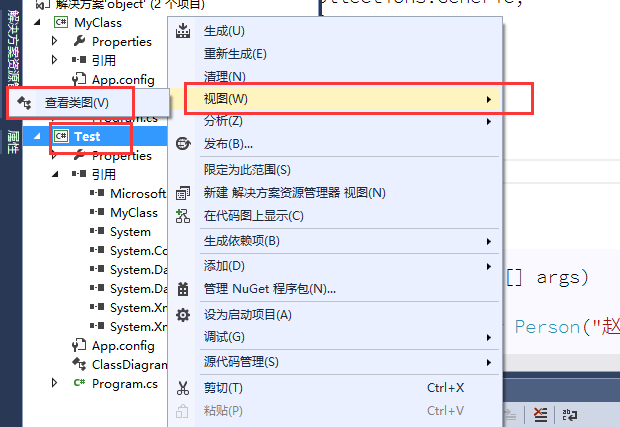 解决方案'object' (2 个项目)
MyClass
Properties
引用
App.config
Program.cs
Test
Properties
引用
Microsoft
MyClass
System
System.Co
System.Da
System.Da
System.Xn
System.Xn
App.config
ClassDiagram
Program.cs
解决方案资源
属性
查看类图(V)
生成(U)
重新生成(E)
清理(N)
视图(W)
分析(Z)
发布(B)...
限定为此范围(S)
新建 解决方案资源管理器 视图(N)
在代码图上显示(C)
生成依赖项(B)
添加(D)
管理 NuGet 程序包(N)...
设为启动项目(A)
调试(G)
源代码管理(S)
剪切(T) Ctrl+X
粘贴(P) Ctrl+V
ollections.Generic;
[] args)
Person("赵